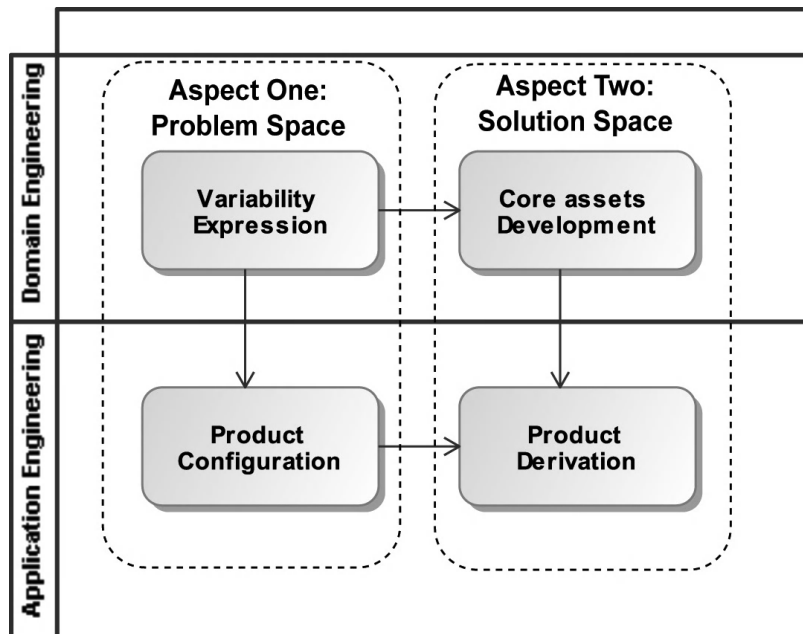 Domain Engineering
Aspect One:
Problem Space
Aspect Two:
Solution Space
Variability
Expression
Core assets
Development
Application Engineering
Product
Configuration
Product
Derivation